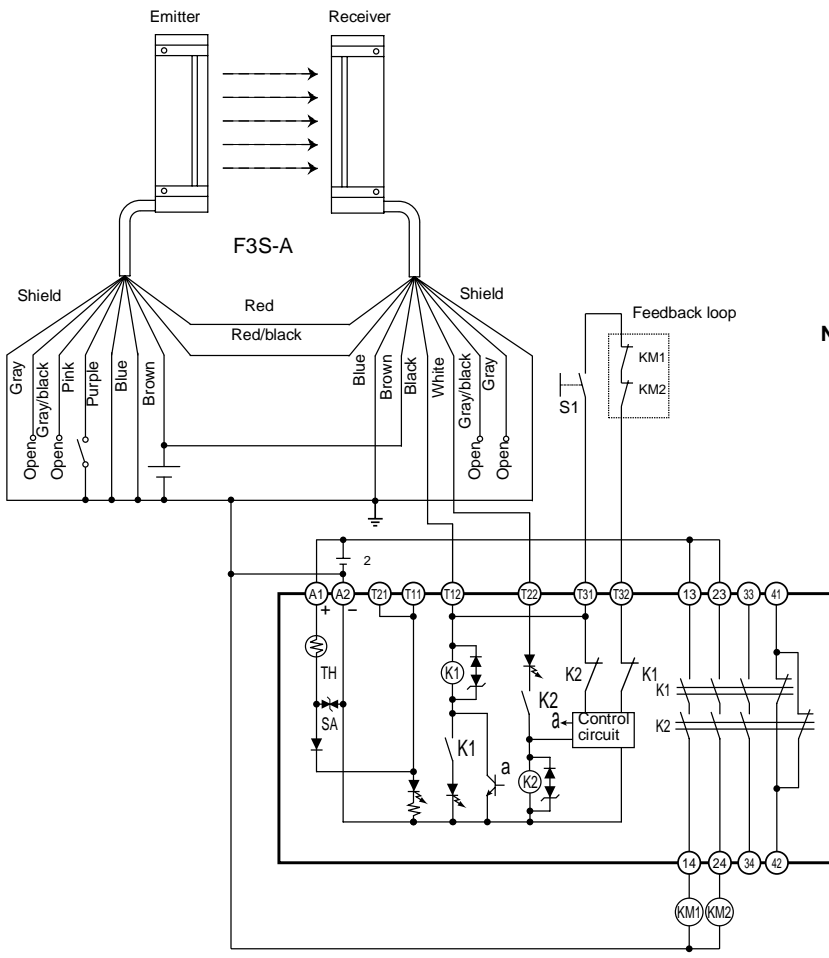 Emitter
Receiver
F3S-A
Shield
Red
Red/black
Shield
Gray
Gray/black
Pink
Purple
Blue
Brown
Blue
Brown
Black
White
Gray/black
Gray
Open
Open
Open
Open
Feedback loop
KM1
KM2
S1
N
2
A1
A2
T21
T11
T12
T22
T31
T32
13
23
33
41
+
−
TH
SA
K1
K1
a
K2
K2
K2
K1
a
Control
circuit
K1
K2
14
24
34
42
KM1
KM2